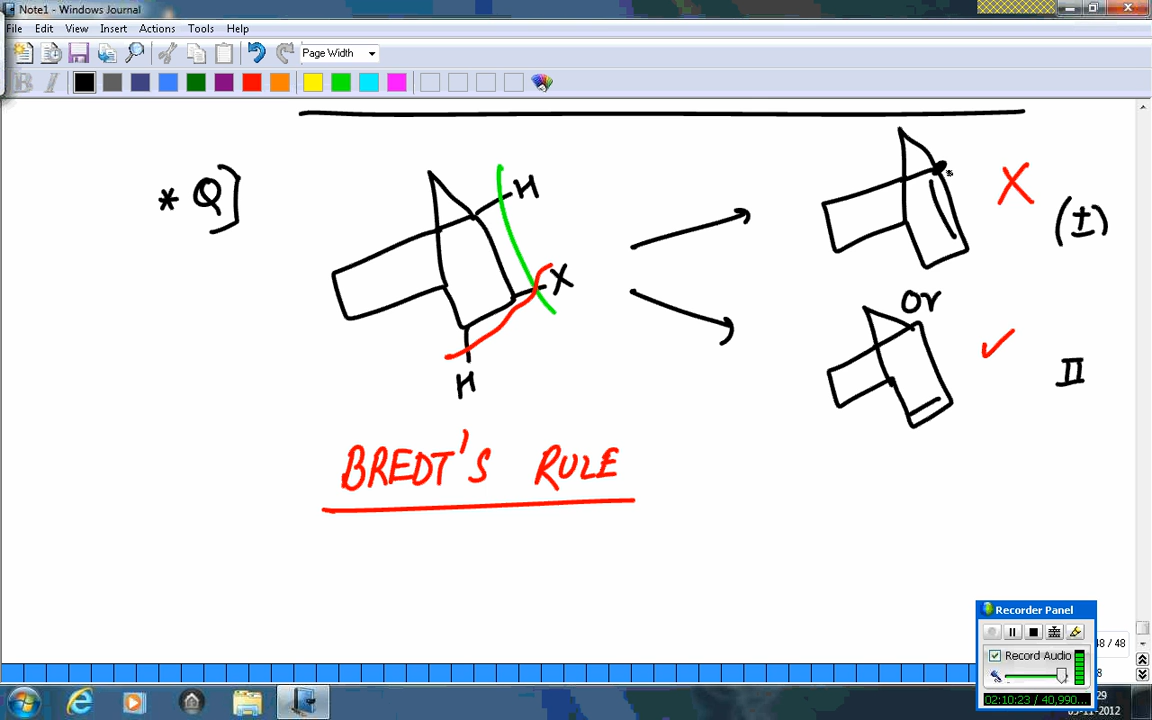 Note1 - Windows Journal
File Edit View Insert Actions Tools Help
Page Width
B I
* Q]
H
X
H
X
(±)
or
II
BREDT'S RULE
Recorder Panel
Record Audio
02:10:23 / 40,990...
48 / 48